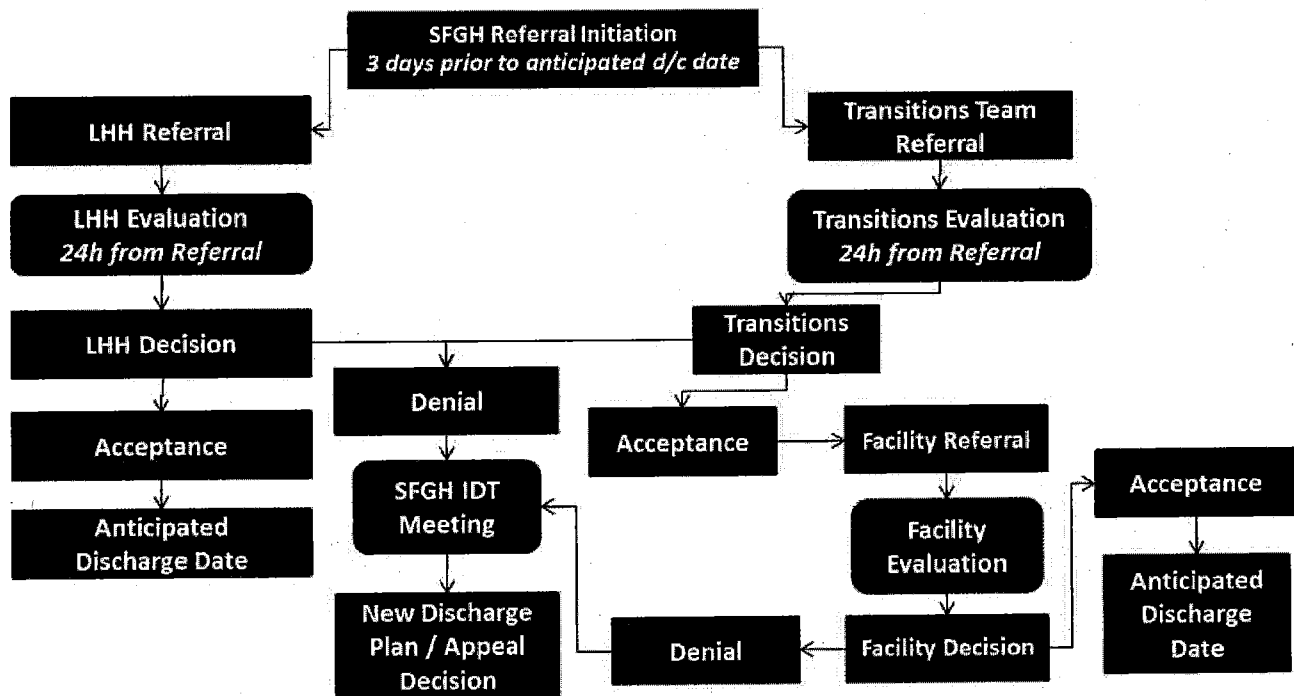 SFGH Referral Initiation
3 days prior to anticipated d/c date
LHH Referral
Transitions Team
Referral
LHH Evaluation
24h from Referral
Transitions Evaluation
24h from Referral
LHH Decision
Transitions
Decision
Denial
Acceptance
Acceptance
Facility Referral
Acceptance
SFGH IDT
Meeting
Anticipated
Discharge Date
Facility
Evaluation
Anticipated
Discharge
Date
New Discharge
Plan / Appeal
Decision
Denial
Facility Decision